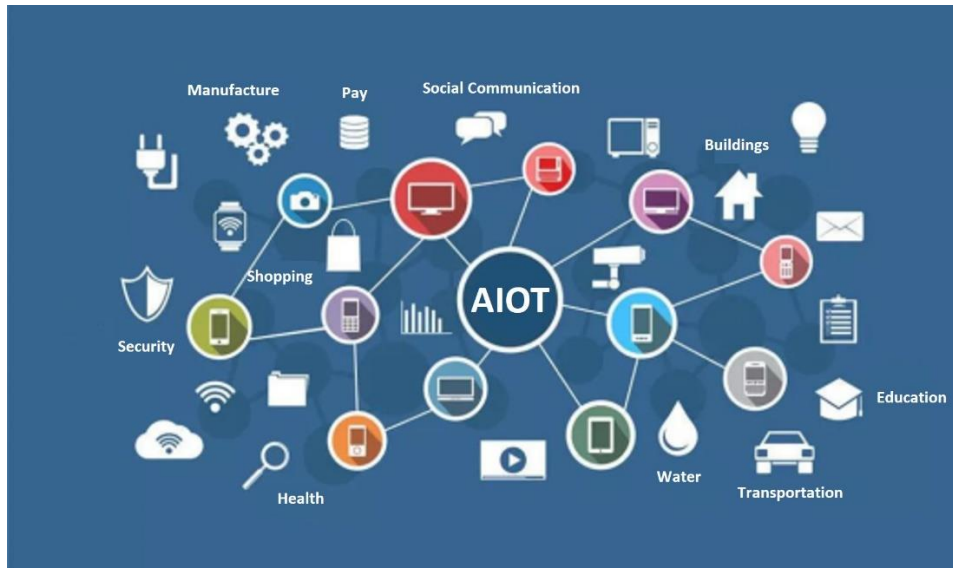 Manufacture
Pay
Social Communication
Buildings
Shopping
AIOT
Security
Education
Water
Health
Transportation